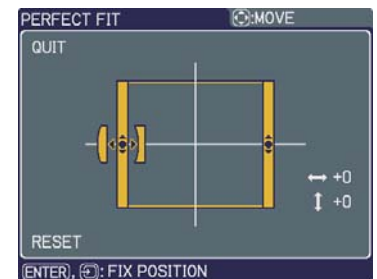 PERFECT FIT :MOVE
QUIT
↔ +0
↕ +0
RESET
ENTER, : FIX POSITION